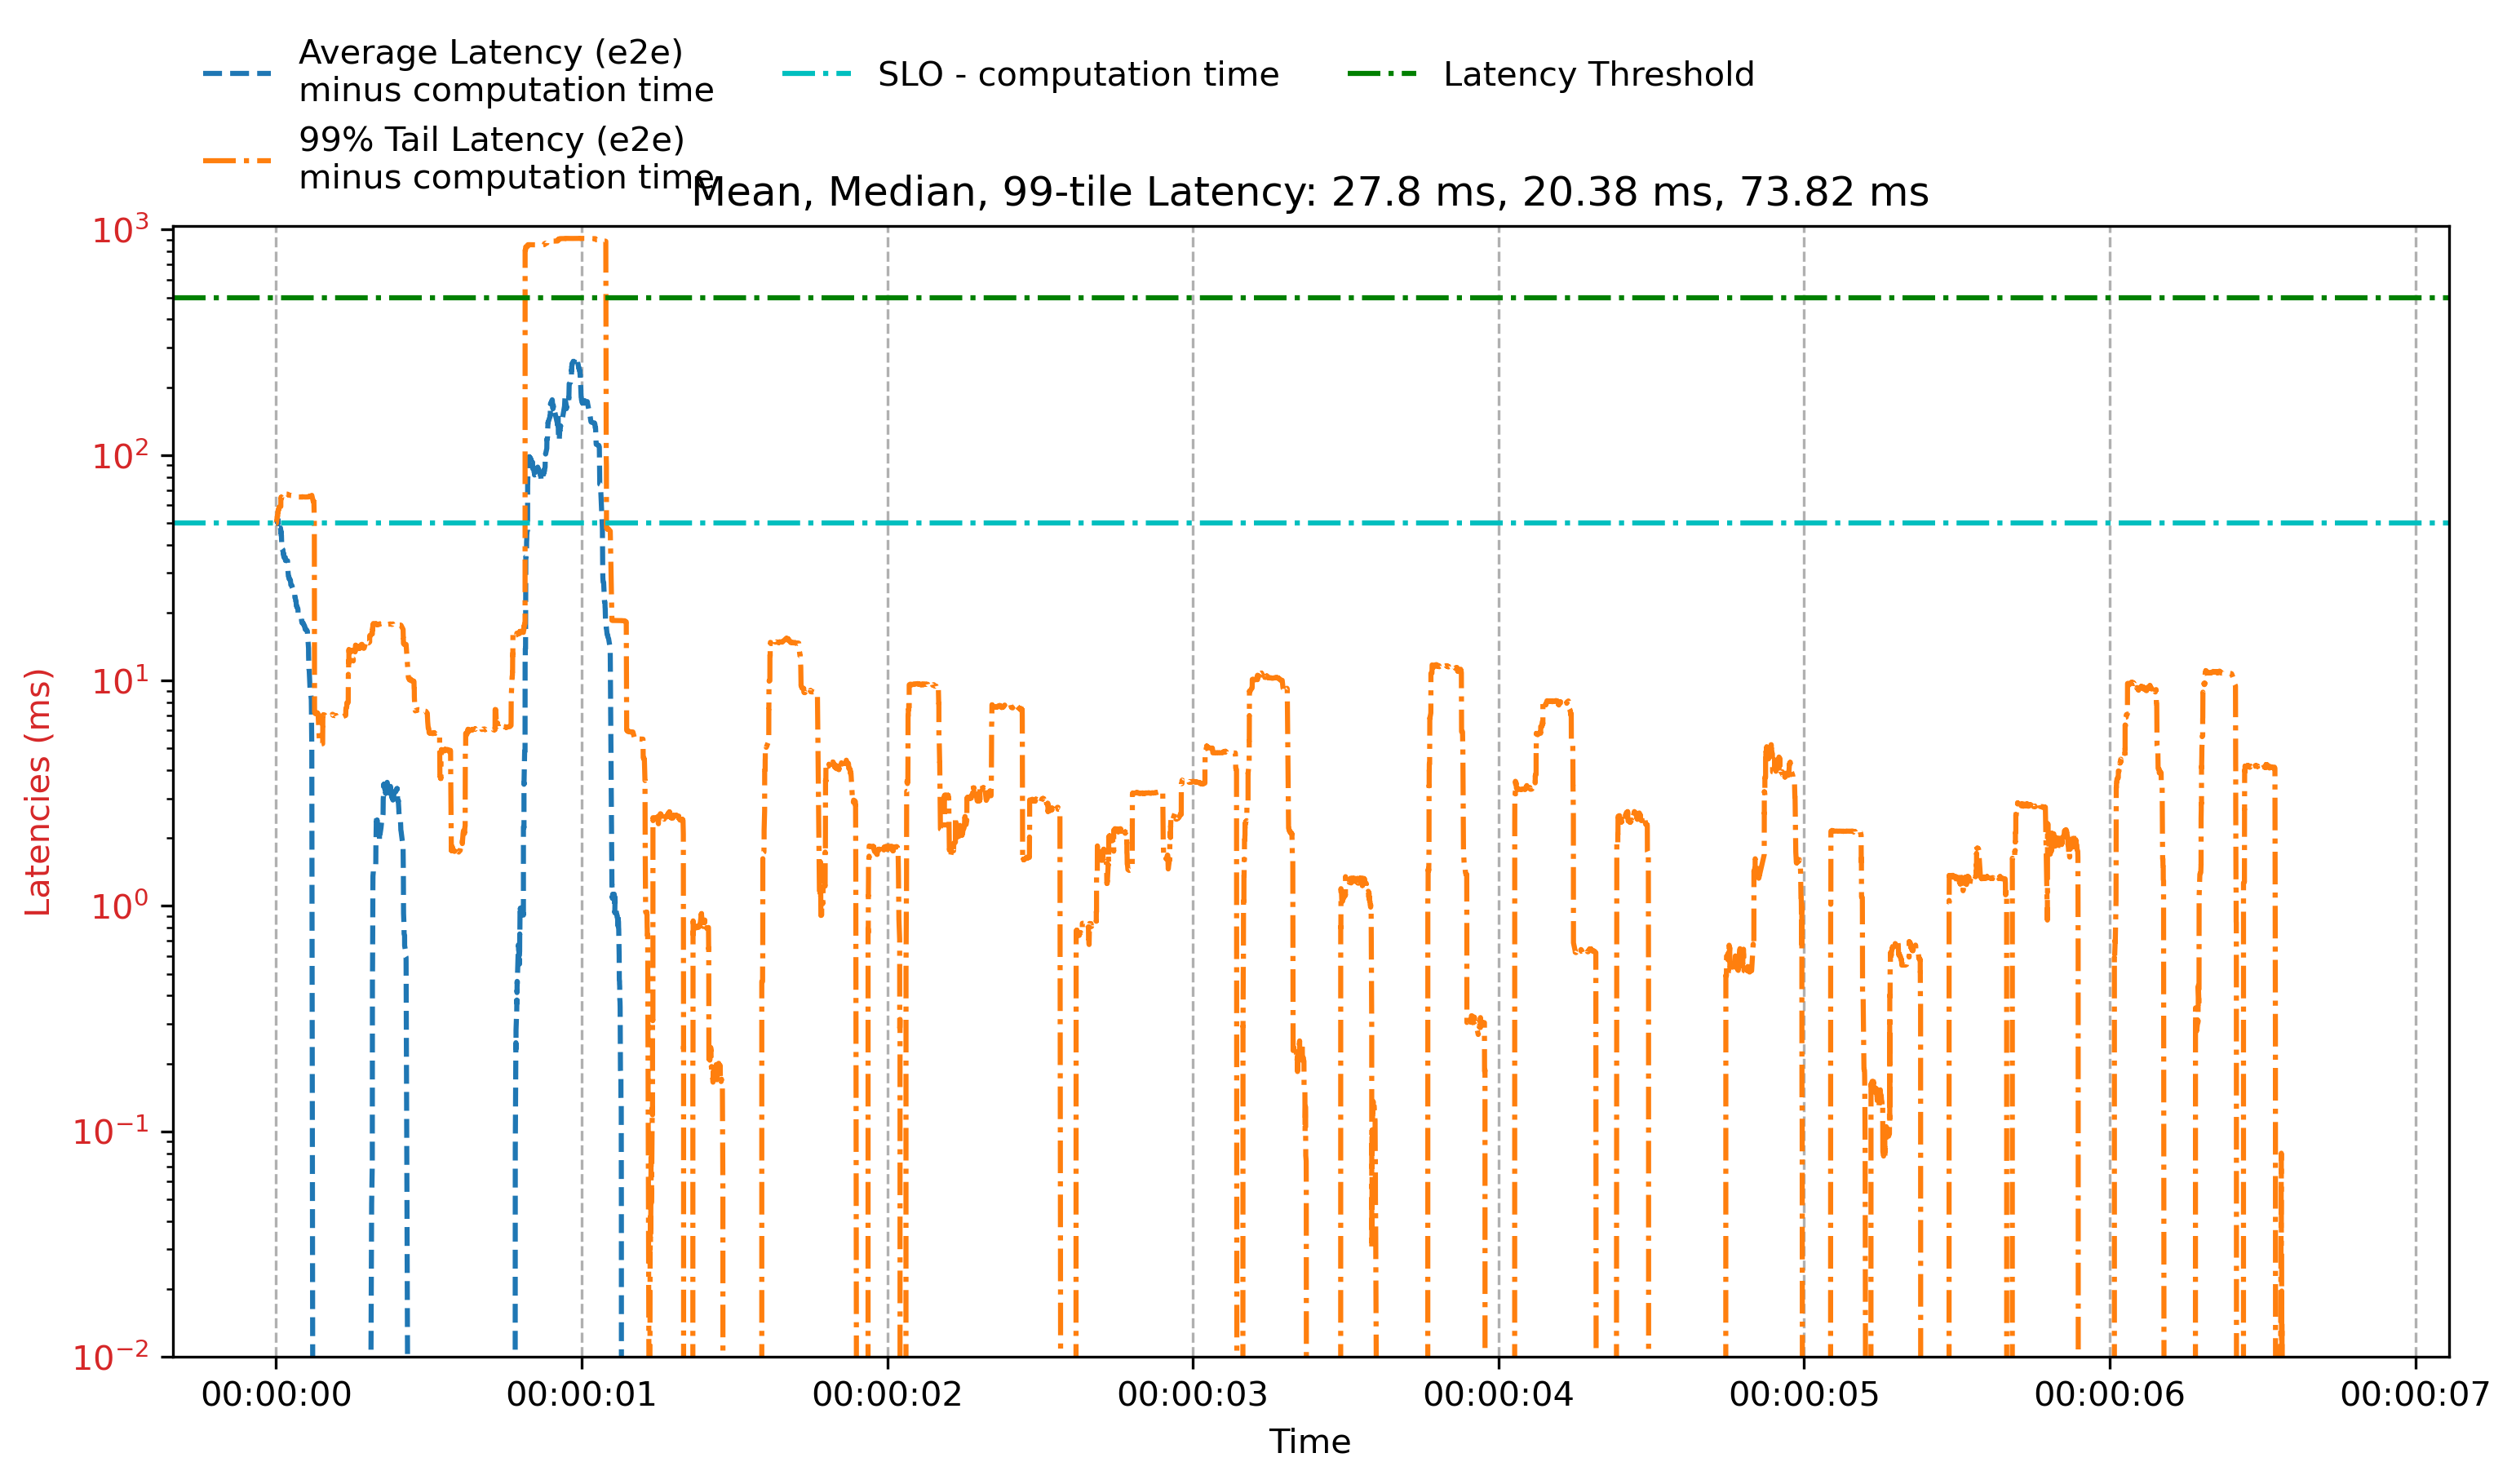 Average Latency (e2e)
minus computation time
99% Tail Latency (e2e)
minus computation time
SLO - computation time
Latency Threshold
Mean, Median, 99-tile Latency: 27.8 ms, 20.38 ms, 73.82 ms
Latencies (ms)
10³
10²
10¹
10⁰
10⁻¹
10⁻²
00:00:00 00:00:01 00:00:02 00:00:03 00:00:04 00:00:05 00:00:06 00:00:07
Time